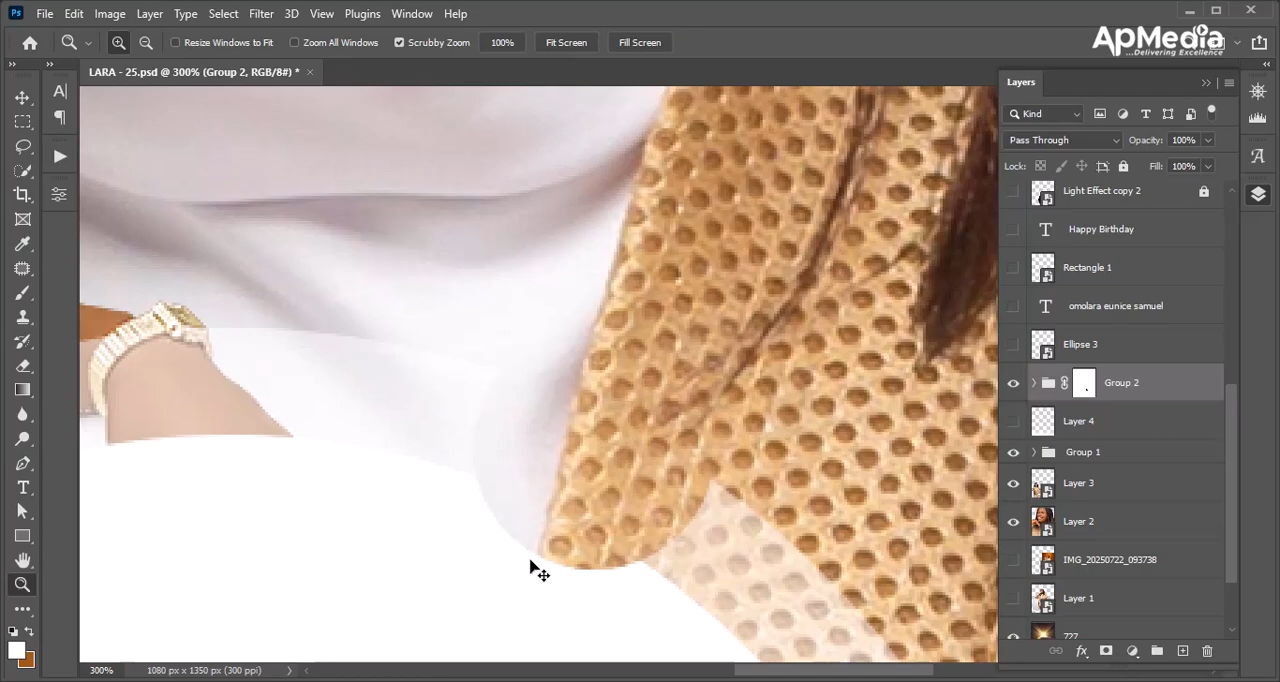 Ps File Edit Image Layer Type Select Filter 3D View Plugins Window Help
Resize Windows to Fit Zoom All Windows Scrubby Zoom 100% Fit Screen Fill Screen
ApMedia
...Delivering Excellence
LARA - 25.psd @ 300% (Group 2, RGB/8#) * ×
Layers
Kind
Pass Through Opacity: 100%
Lock: Fill: 100%
Light Effect copy 2
Happy Birthday
Rectangle 1
omolara eunice samuel
Ellipse 3
Group 2
Layer 4
Group 1
Layer 3
Layer 2
IMG_20250722_093738
Layer 1
777
300% 1080 px x 1350 px (300 ppi)